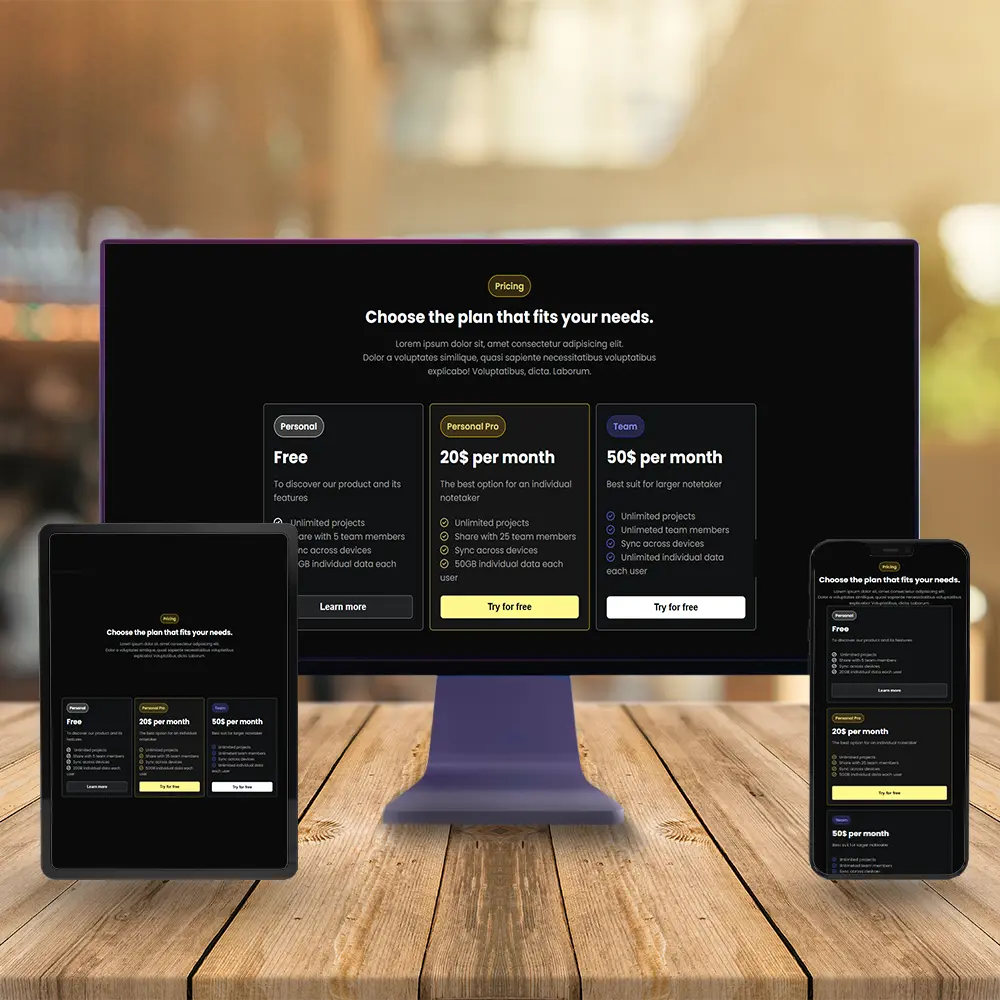 Pricing
Choose the plan that fits your needs.
Lorem ipsum dolor sit, amet consectetur adipisicing elit.
Dolor a voluptates similique, quasi sapiente necessitatibus voluptatibus
explicabo! Voluptatibus, dicta. Laborum.
Personal
Free
To discover our product and its
features
Unlimited projects
are with 5 team members
nc across devices
0GB individual data each
Learn more
Personal Pro
20$ per month
The best option for an individual
notetaker
Unlimited projects
Share with 25 team members
Sync across devices
50GB individual data each
user
Try for free
Team
50$ per month
Best suit for larger notetaker
Unlimited projects
Unlimeted team members
Sync across devices
Unlimited individual data
each user
Try for free
Pricing
Choose the plan that fits your needs.
Lorem ipsum dolor sit, amet consectetur adipisicing elit.
Dolor a voluptates similique, quasi sapiente necessitatibus voluptatibus
explicabo! Voluptatibus, dicta. Laborum.
Personal
Free
To discover our product and its
features
Unlimited projects
Share with 5 team members
Sync across devices
20GB individual data each
user
Learn more
Personal Pro
20$ per month
The best option for an individual
notetaker
Unlimited projects
Share with 25 team members
Sync across devices
50GB individual data each
user
Try for free
Team
50$ per month
Best suit for larger notetaker
Unlimited projects
Unlimeted team members
Sync across devices
Unlimited individual data
each user
Try for free
Pricing
Choose the plan that fits your needs.
Lorem ipsum dolor sit, amet consectetur adipisicing elit.
Dolor a voluptates similique, quasi sapiente necessitatibus voluptatibus
explicabo! Voluptatibus, dicta. Laborum.
Personal
Free
To discover our product and its features
Unlimited projects
Share with 5 team members
Sync across devices
20GB individual data each user
Learn more
Personal Pro
20$ per month
The best option for an individual notetaker
Unlimited projects
Share with 25 team members
Sync across devices
50GB individual data each user
Try for free
Team
50$ per month
Best suit for larger notetaker
Unlimited projects
Unlimeted team members
Sync across devices